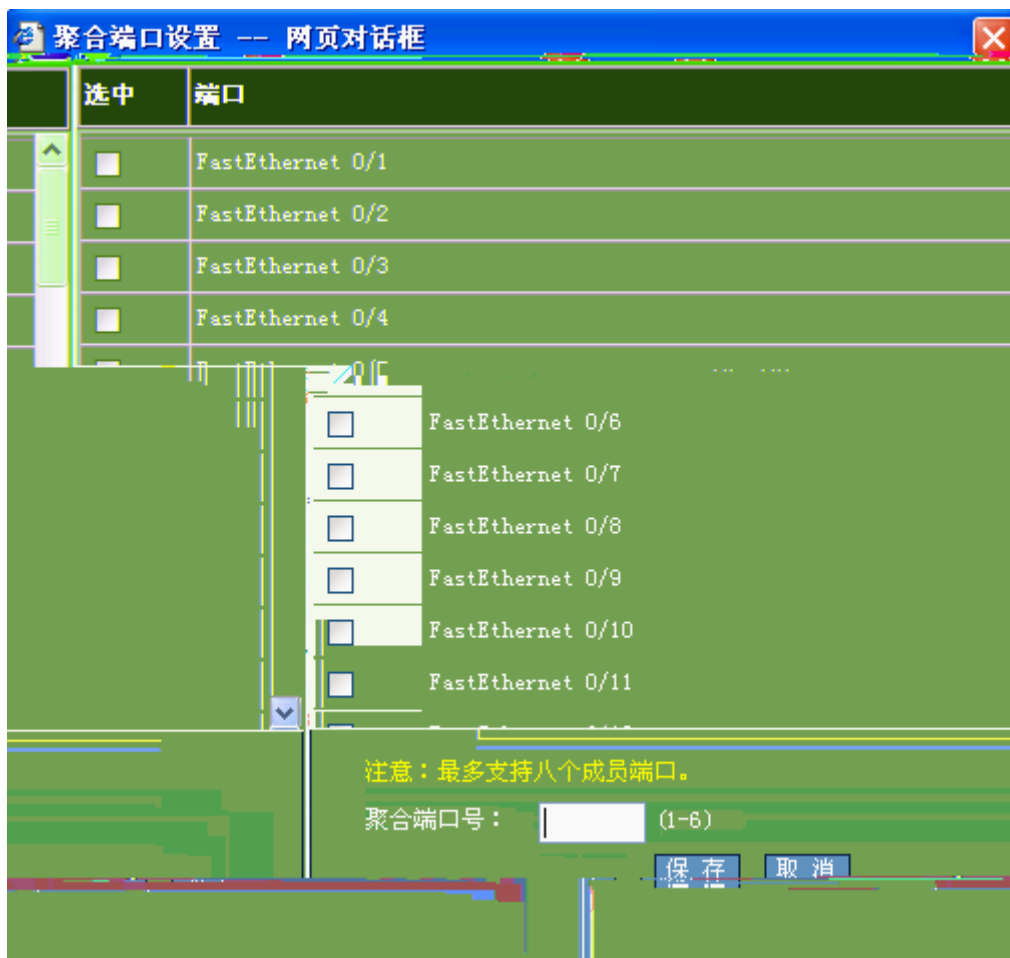 聚合端口设置 -- 网页对话框
选中 端口
FastEthernet 0/1
FastEthernet 0/2
FastEthernet 0/3
FastEthernet 0/4
FastEthernet 0/6
FastEthernet 0/7
FastEthernet 0/8
FastEthernet 0/9
FastEthernet 0/10
FastEthernet 0/11
注意：最多支持八个成员端口。
聚合端口号： (1-6)
保 存 取 消